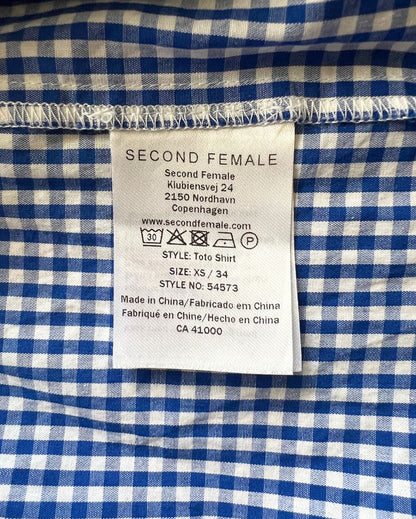 SECOND FEMALE
Second Female
Klubiensvej 24
2150 Nordhavn
Copenhagen
www.secondfemale.com
30 P
STYLE: Toto Shirt
SIZE: XS / 34
STYLE NO: 54573
Made in China/Fabricado em China
Fabriqué en Chine/Hecho en China
CA 41000